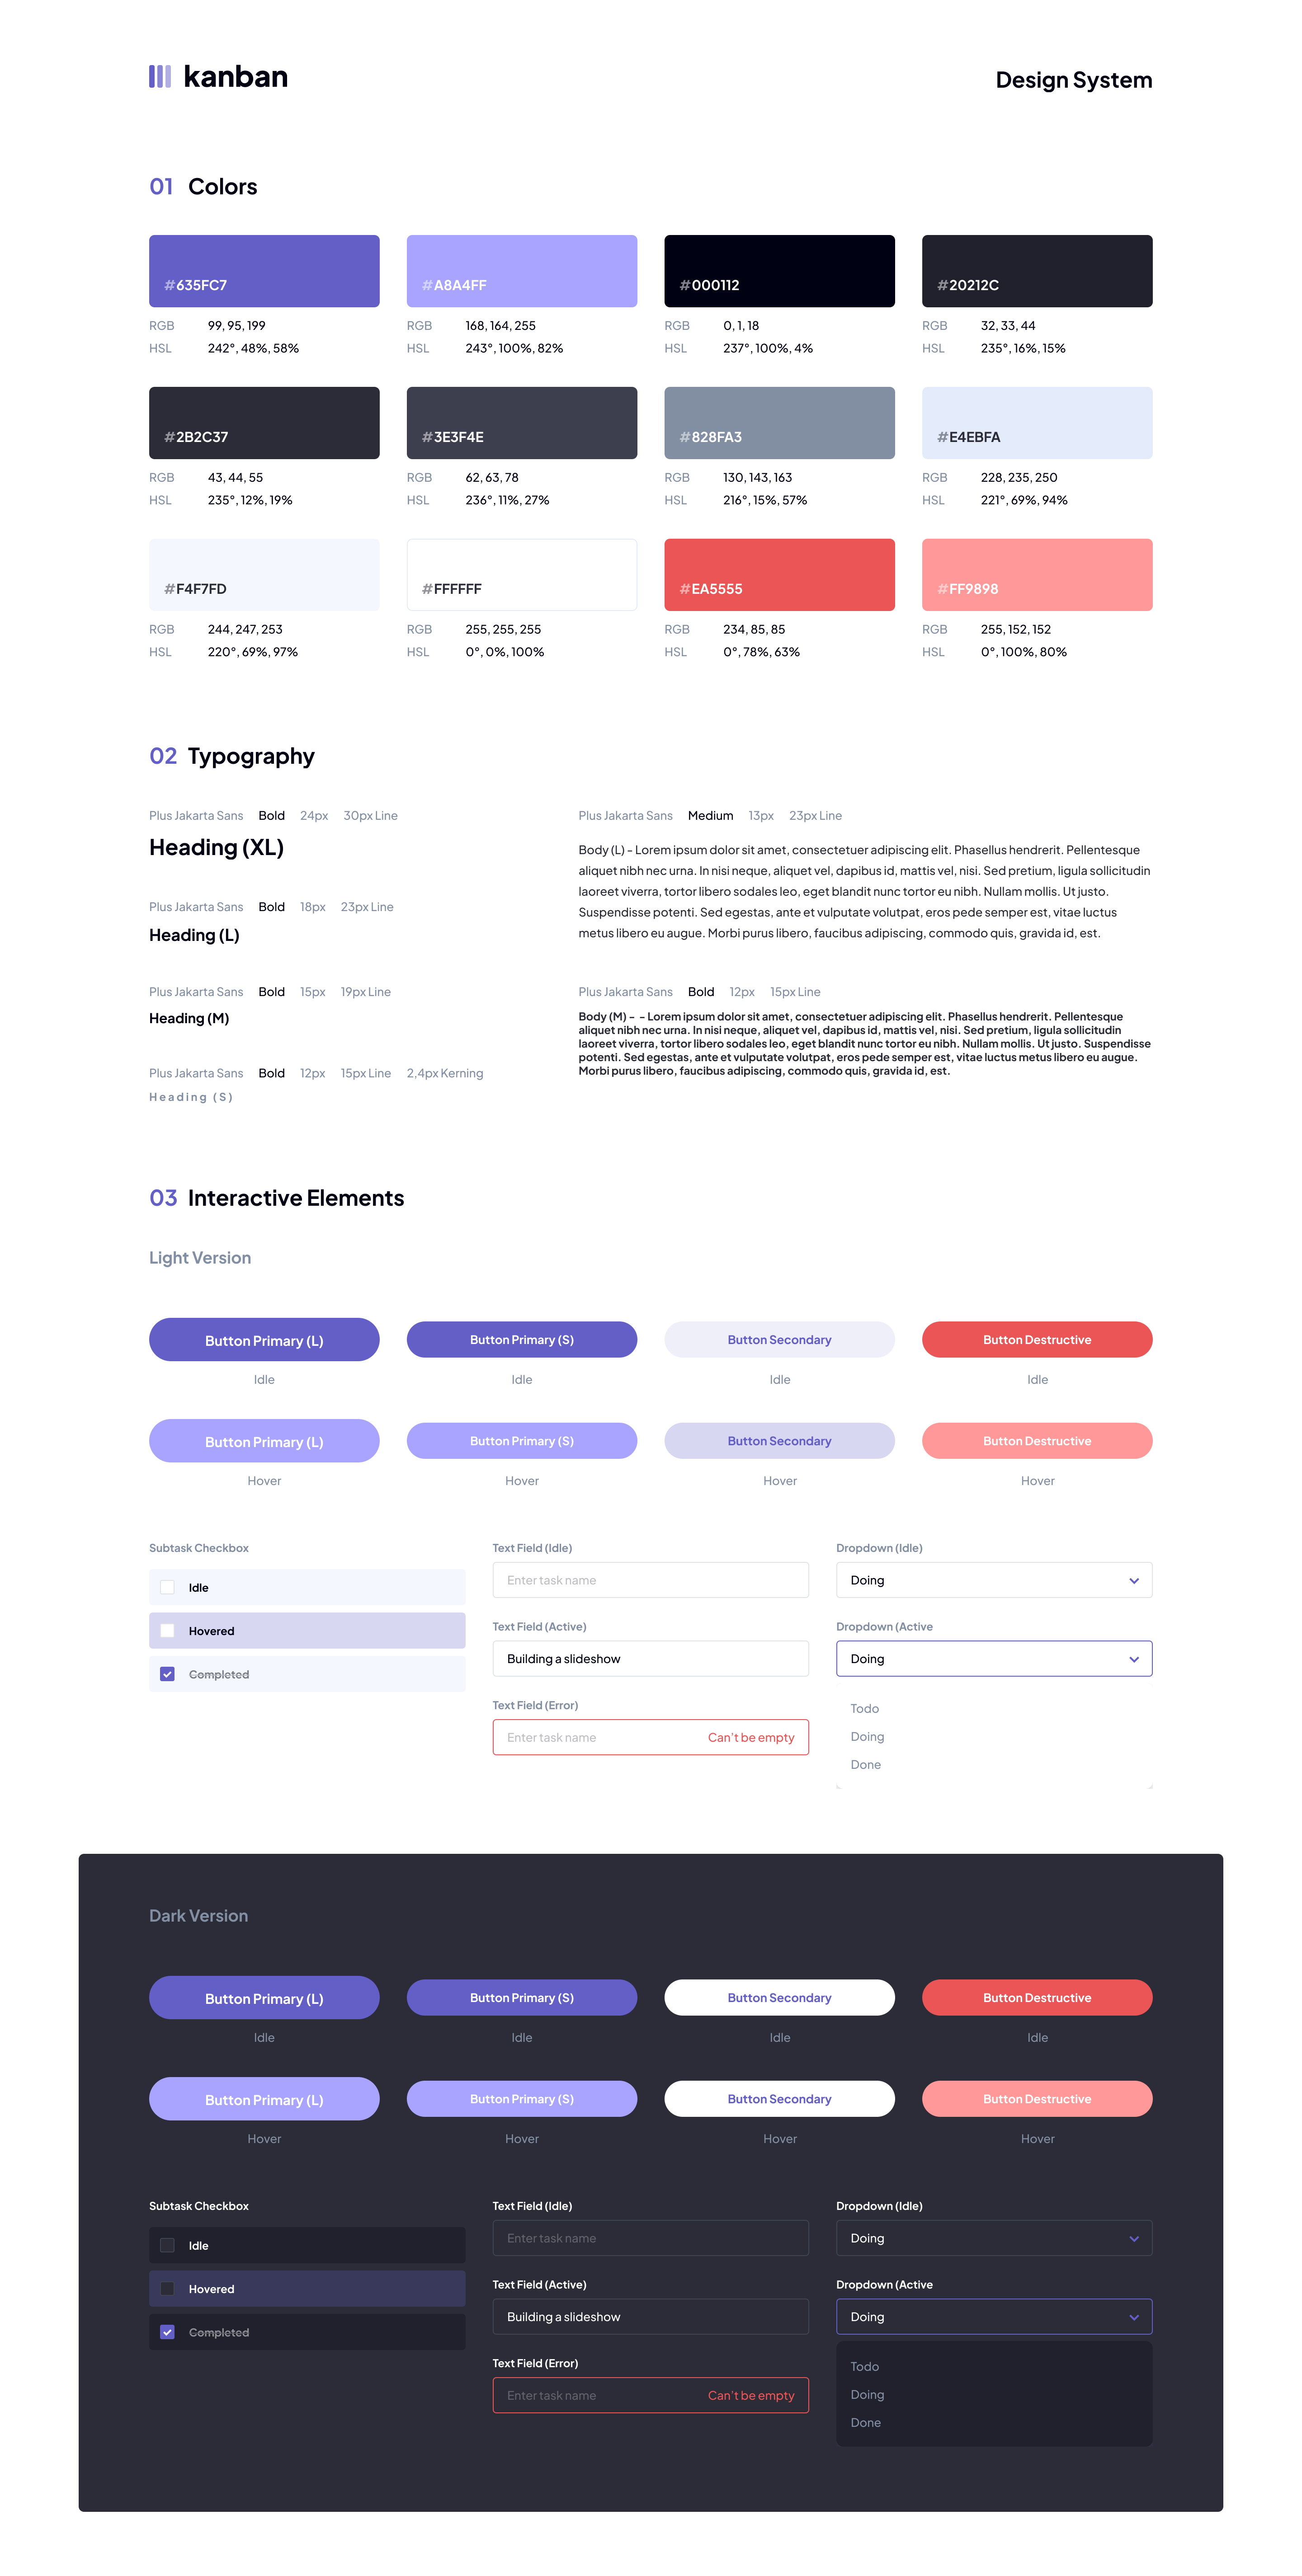 kanban
Design System
01 Colors
#635FC7
#A8A4FF
#000112
#20212C
RGB 99, 95, 199
RGB 168, 164, 255
RGB 0, 1, 18
RGB 32, 33, 44
HSL 242°, 48%, 58%
HSL 243°, 100%, 82%
HSL 237°, 100%, 4%
HSL 235°, 16%, 15%
#2B2C37
#3E3F4E
#828FA3
#E4EBFA
RGB 43, 44, 55
RGB 62, 63, 78
RGB 130, 143, 163
RGB 228, 235, 250
HSL 235°, 12%, 19%
HSL 236°, 11%, 27%
HSL 216°, 15%, 57%
HSL 221°, 69%, 94%
#F4F7FD
#FFFFFF
#EA5555
#FF9898
RGB 244, 247, 253
RGB 255, 255, 255
RGB 234, 85, 85
RGB 255, 152, 152
HSL 220°, 69%, 97%
HSL 0°, 0%, 100%
HSL 0°, 78%, 63%
HSL 0°, 100%, 80%
02 Typography
Plus Jakarta Sans Bold 24px 30px Line
Heading (XL)
Plus Jakarta Sans Bold 18px 23px Line
Heading (L)
Plus Jakarta Sans Bold 15px 19px Line
Heading (M)
Plus Jakarta Sans Bold 12px 15px Line 2,4px Kerning
Heading (S)
Plus Jakarta Sans Medium 13px 23px Line
Body (L) - Lorem ipsum dolor sit amet, consectetuer adipiscing elit. Phasellus hendrerit. Pellentesque
aliquet nibh nec urna. In nisi neque, aliquet vel, dapibus id, mattis vel, nisi. Sed pretium, ligula sollicitudin
laoreet viverra, tortor libero sodales leo, eget blandit nunc tortor eu nibh. Nullam mollis. Ut justo.
Suspendisse potenti. Sed egestas, ante et vulputate volutpat, eros pede semper est, vitae luctus
metus libero eu augue. Morbi purus libero, faucibus adipiscing, commodo quis, gravida id, est.
Plus Jakarta Sans Bold 12px 15px Line
Body (M) - - Lorem ipsum dolor sit amet, consectetuer adipiscing elit. Phasellus hendrerit. Pellentesque
aliquet nibh nec urna. In nisi neque, aliquet vel, dapibus id, mattis vel, nisi. Sed pretium, ligula sollicitudin
laoreet viverra, tortor libero sodales leo, eget blandit nunc tortor eu nibh. Nullam mollis. Ut justo. Suspendisse
potenti. Sed egestas, ante et vulputate volutpat, eros pede semper est, vitae luctus metus libero eu augue.
Morbi purus libero, faucibus adipiscing, commodo quis, gravida id, est.
03 Interactive Elements
Light Version
Button Primary (L)
Button Primary (S)
Button Secondary
Button Destructive
Idle
Idle
Idle
Idle
Button Primary (L)
Button Primary (S)
Button Secondary
Button Destructive
Hover
Hover
Hover
Hover
Subtask Checkbox
Idle
Hovered
Completed
Text Field (Idle)
Enter task name
Text Field (Active)
Building a slideshow
Text Field (Error)
Enter task name Can't be empty
Dropdown (Idle)
Doing
Dropdown (Active
Doing
Todo
Doing
Done
Dark Version
Button Primary (L)
Button Primary (S)
Button Secondary
Button Destructive
Idle
Idle
Idle
Idle
Button Primary (L)
Button Primary (S)
Button Secondary
Button Destructive
Hover
Hover
Hover
Hover
Subtask Checkbox
Idle
Hovered
Completed
Text Field (Idle)
Enter task name
Text Field (Active)
Building a slideshow
Text Field (Error)
Enter task name Can't be empty
Dropdown (Idle)
Doing
Dropdown (Active
Doing
Todo
Doing
Done